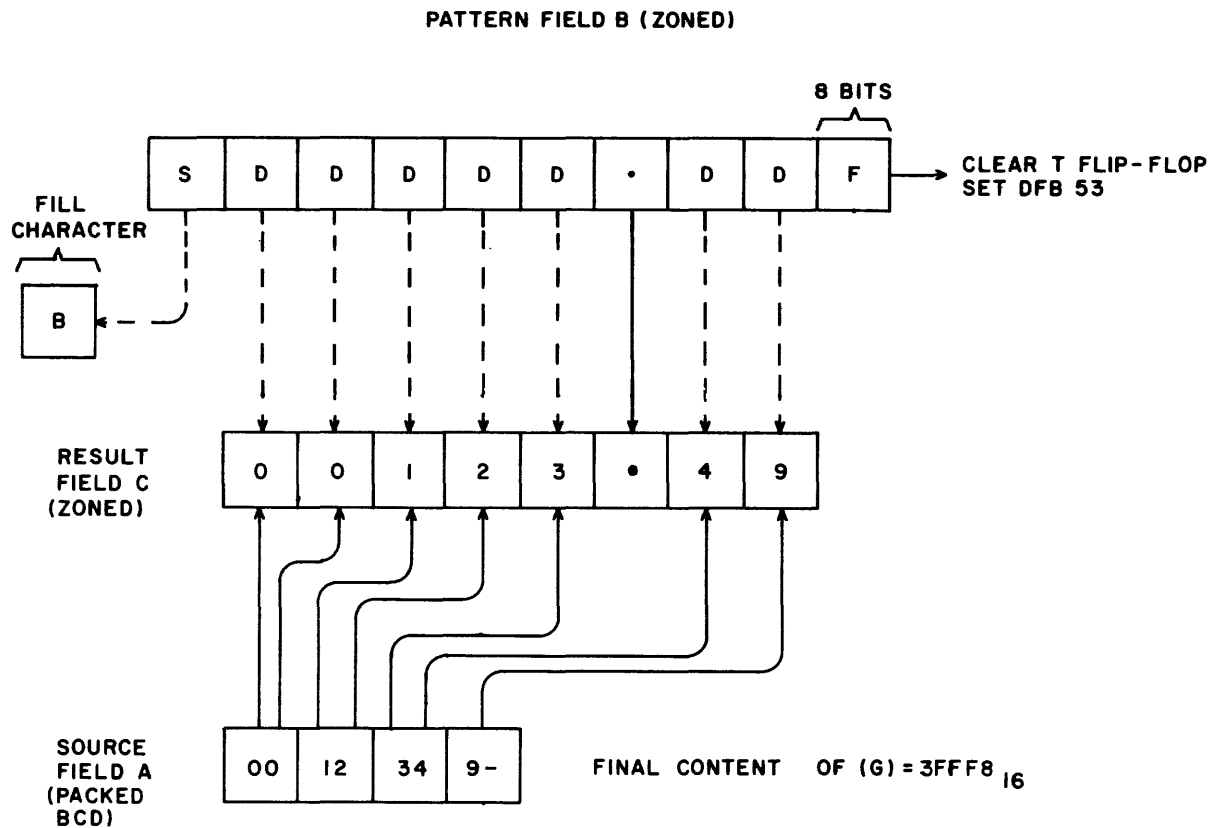 PATTERN FIELD B (ZONED)
8 BITS
S D D D D D • D D F
CLEAR T FLIP-FLOP
SET DFB 53
FILL
CHARACTER
B
RESULT
FIELD C
(ZONED)
0 0 1 2 3 • 4 9
SOURCE
FIELD A
(PACKED
BCD)
00 12 34 9-
FINAL CONTENT OF (G) = 3FFF8 16